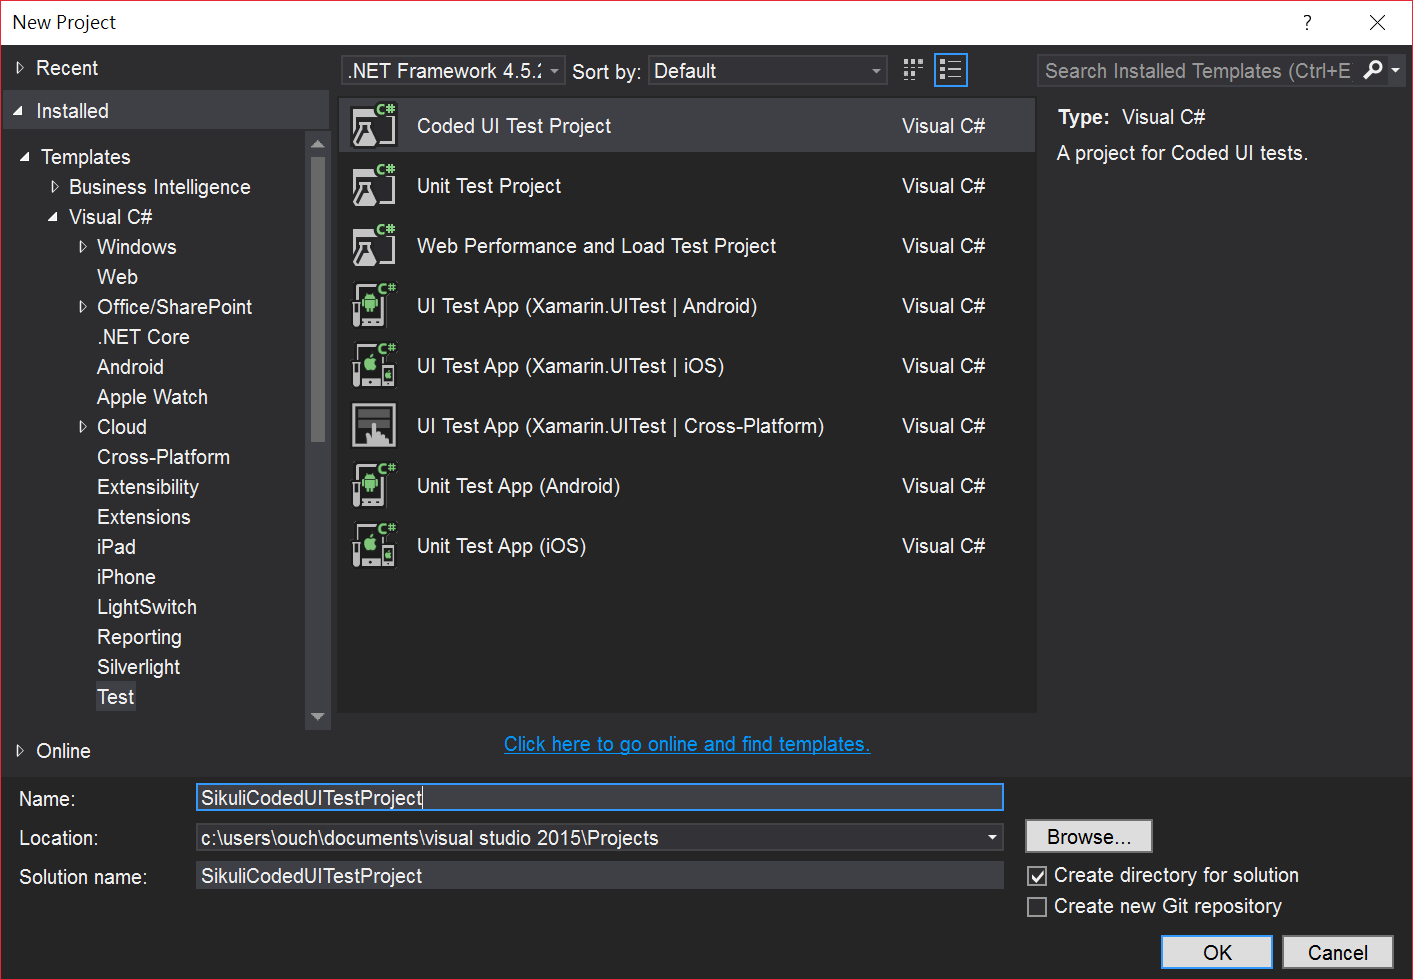 New Project
?
Recent
Installed
Templates
Business Intelligence
Visual C#
Windows
Web
Office/SharePoint
.NET Core
Android
Apple Watch
Cloud
Cross-Platform
Extensibility
Extensions
iPad
iPhone
LightSwitch
Reporting
Silverlight
Test
Online
.NET Framework 4.5.2 Sort by: Default
C# Coded UI Test Project Visual C#
C# Unit Test Project Visual C#
C# Web Performance and Load Test Project Visual C#
C# UI Test App (Xamarin.UITest | Android) Visual C#
C# UI Test App (Xamarin.UITest | iOS) Visual C#
UI Test App (Xamarin.UITest | Cross-Platform) Visual C#
C# Unit Test App (Android) Visual C#
C# Unit Test App (iOS) Visual C#
Click here to go online and find templates.
Search Installed Templates (Ctrl+E
Type: Visual C#
A project for Coded UI tests.
Name: SikuliCodedUITestProject
Location: c:\users\ouch\documents\visual studio 2015\Projects
Browse...
Solution name: SikuliCodedUITestProject
Create directory for solution
Create new Git repository
OK Cancel